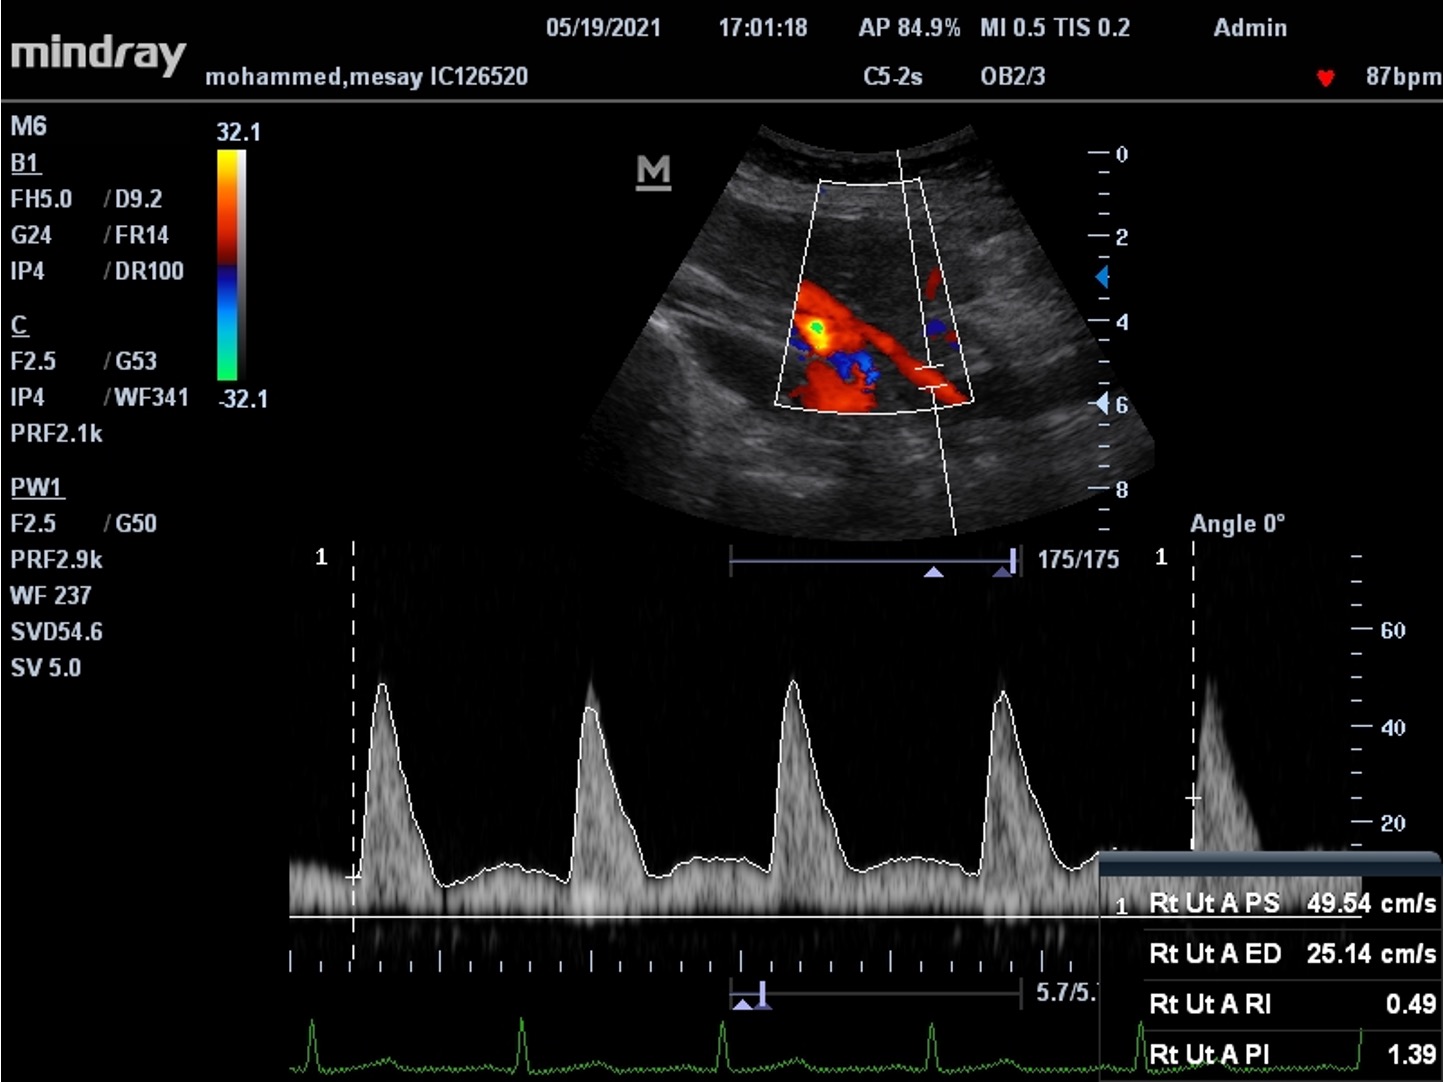 mindray
05/19/2021 17:01:18 AP 84.9% MI 0.5 TIS 0.2 Admin
mohammed,mesay IC126520 C5-2s OB2/3 87bpm
M6
B1
FH5.0 / D9.2
G24 / FR14
IP4 / DR100
C
F2.5 / G53
IP4 / WF341
PRF2.1k
PW1
F2.5 / G50
PRF2.9k
WF 237
SVD54.6
SV 5.0
32.1
-32.1
M
0
2
4
6
8
Angle 0°
1
175/175
1
60
40
20
5.7/5.
1 Rt Ut A PS 49.54 cm/s
Rt Ut A ED 25.14 cm/s
Rt Ut A RI 0.49
Rt Ut A PI 1.39